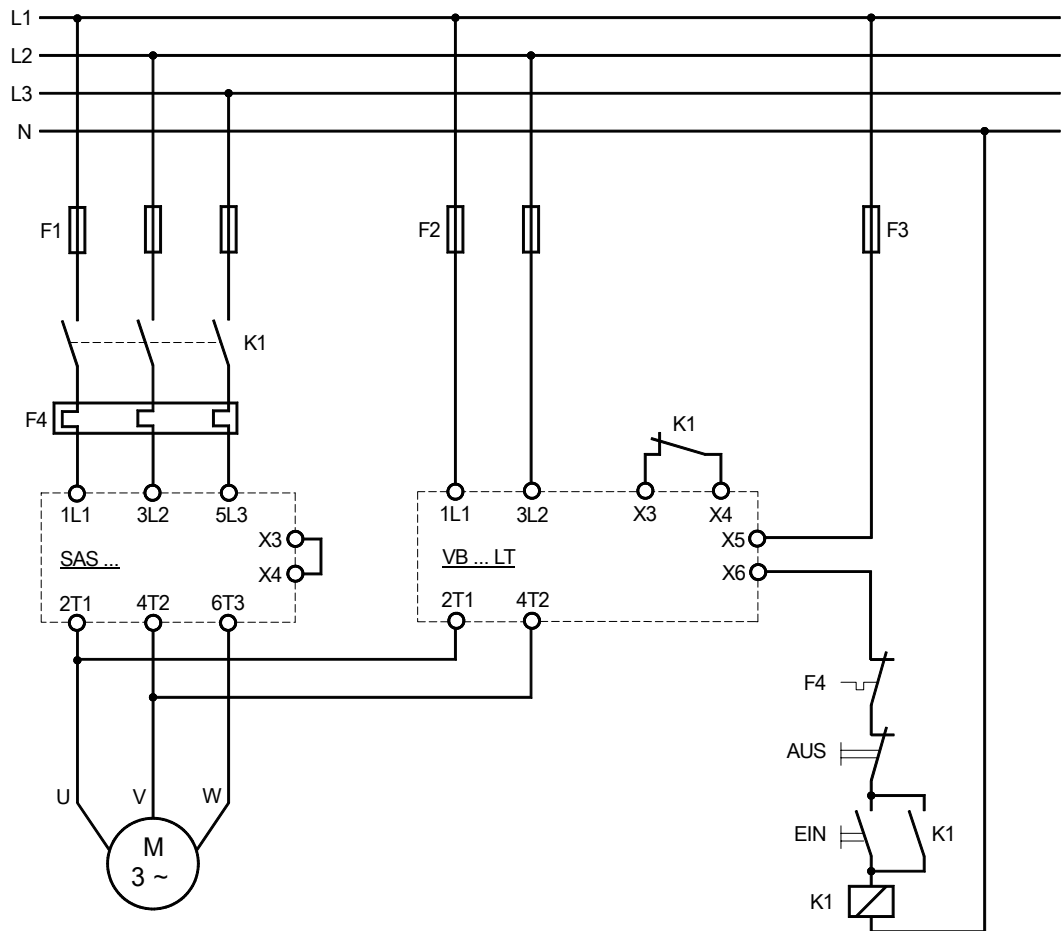 L1
L2
L3
N
F1
F2
F3
K1
F4
K1
1L1 3L2 5L3
1L1 3L2 X3 X4
X3
X5
SAS ...
VB ... LT
X4
X6
2T1 4T2 6T3
2T1 4T2
F4
AUS
U V W
EIN
K1
M
3 ~
K1